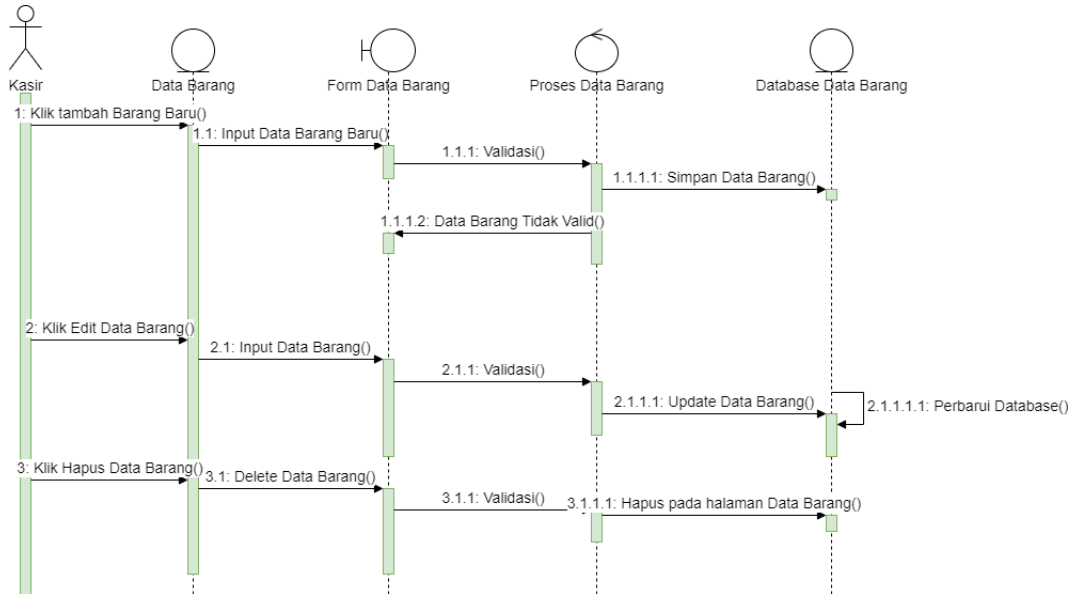 Kasir
Data Barang
Form Data Barang
Proses Data Barang
Database Data Barang
1: Klik tambah Barang Baru()
1.1: Input Data Barang Baru()
1.1.1: Validasi()
1.1.1.1: Simpan Data Barang()
1.1.1.2: Data Barang Tidak Valid()
2: Klik Edit Data Barang()
2.1: Input Data Barang()
2.1.1: Validasi()
2.1.1.1: Update Data Barang()
2.1.1.1.1: Perbarui Database()
3: Klik Hapus Data Barang()
3.1: Delete Data Barang()
3.1.1: Validasi()
3.1.1.1: Hapus pada halaman Data Barang()